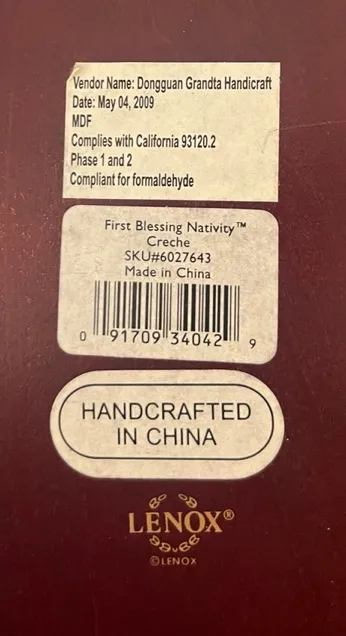 Vendor Name: Dongguan Grandta Handicraft
Date: May 04, 2009
MDF
Complies with California 93120.2
Phase 1 and 2
Compliant for formaldehyde
First Blessing Nativity™
Creche
SKU#6027643
Made in China
0 91709 34042 9
HANDCRAFTED
IN CHINA
LENOX®
©LENOX